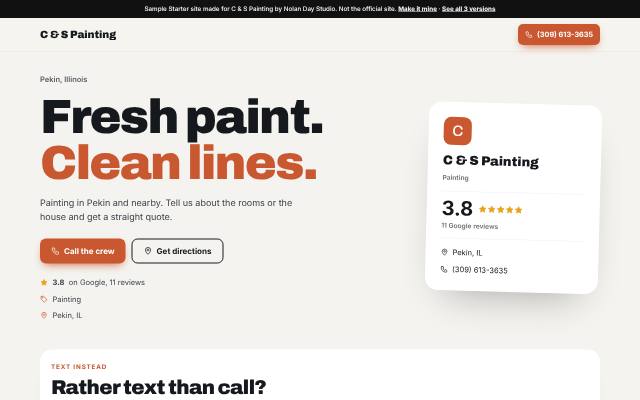 Sample Starter site made for C & S Painting by Nolan Day Studio. Not the official site. Make it mine · See all 3 versions
C & S Painting
(309) 613-3635
Pekin, Illinois
Fresh paint.
Clean lines.
Painting in Pekin and nearby. Tell us about the rooms or the
house and get a straight quote.
Call the crew
Get directions
3.8 on Google, 11 reviews
Painting
Pekin, IL
C
C & S Painting
Painting
3.8
11 Google reviews
Pekin, IL
(309) 613-3635
TEXT INSTEAD
Rather text than call?